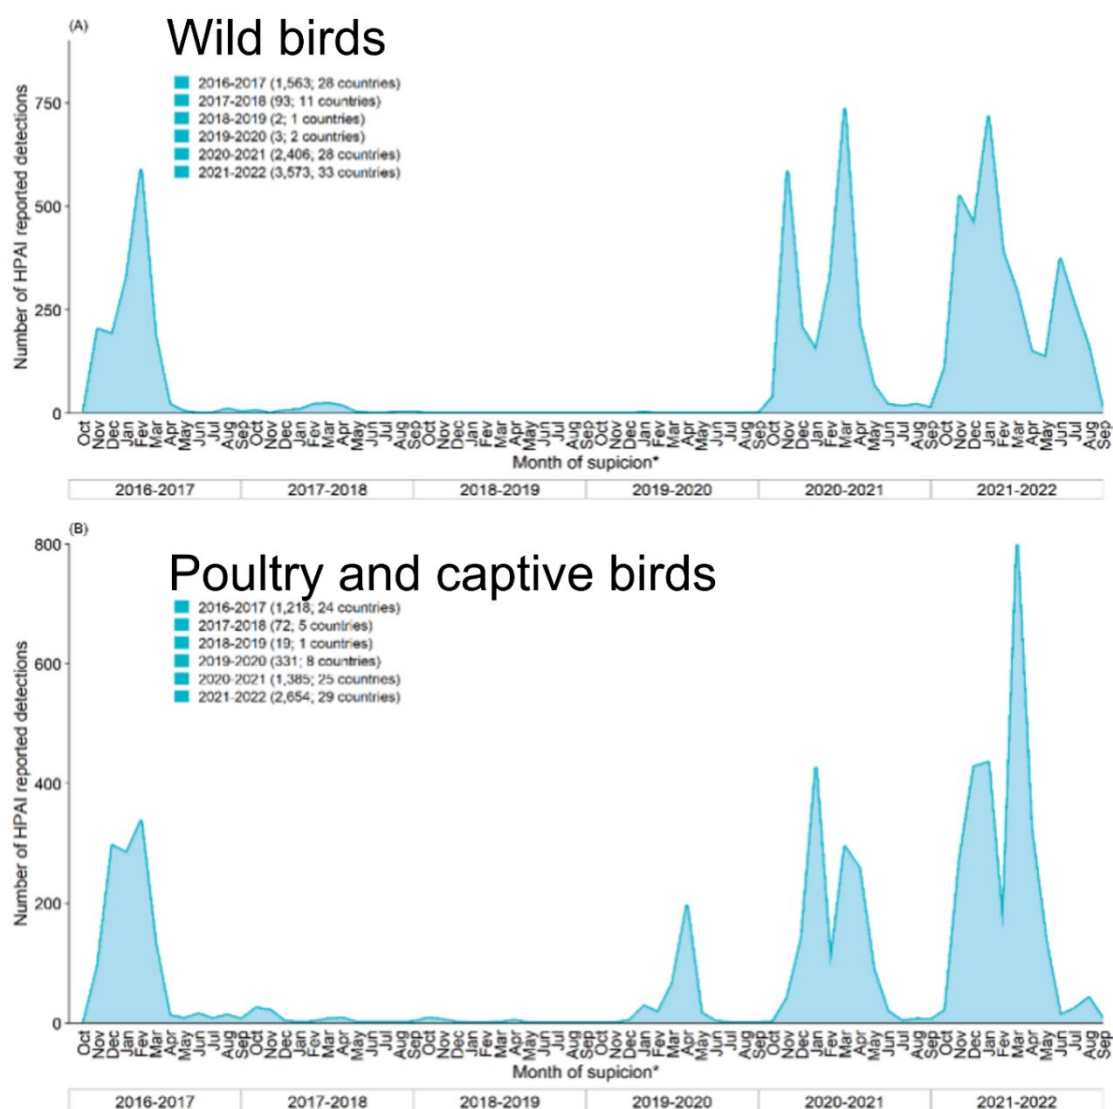 (A)
Wild birds
2016-2017 (1,563; 28 countries)
2017-2018 (93; 11 countries)
2018-2019 (2; 1 countries)
2019-2020 (3; 2 countries)
2020-2021 (2,406; 28 countries)
2021-2022 (3,573; 33 countries)
Number of HPAI reported detections
750
500
250
0
Oct Nov Dec Jan Fev Mar Apr May Jun Jul Aug Sep Oct Nov Dec Jan Fev Mar Apr May Jun Jul Aug Sep Oct Nov Dec Jan Fev Mar Apr May Jun Jul Aug Sep Oct Nov Dec Jan Fev Mar Apr May Jun Jul Aug Sep Oct Nov Dec Jan Fev Mar Apr May Jun Jul Aug Sep Oct Nov Dec Jan Fev Mar Apr May Jun Jul Aug Sep
Month of supicion*
2016-2017 2017-2018 2018-2019 2019-2020 2020-2021 2021-2022
(B)
Poultry and captive birds
2016-2017 (1,218; 24 countries)
2017-2018 (72; 5 countries)
2018-2019 (19; 1 countries)
2019-2020 (331; 8 countries)
2020-2021 (1,385; 25 countries)
2021-2022 (2,654; 29 countries)
Number of HPAI reported detections
800
600
400
200
0
Oct Nov Dec Jan Fev Mar Apr May Jun Jul Aug Sep Oct Nov Dec Jan Fev Mar Apr May Jun Jul Aug Sep Oct Nov Dec Jan Fev Mar Apr May Jun Jul Aug Sep Oct Nov Dec Jan Fev Mar Apr May Jun Jul Aug Sep Oct Nov Dec Jan Fev Mar Apr May Jun Jul Aug Sep Oct Nov Dec Jan Fev Mar Apr May Jun Jul Aug Sep
Month of supicion*
2016-2017 2017-2018 2018-2019 2019-2020 2020-2021 2021-2022